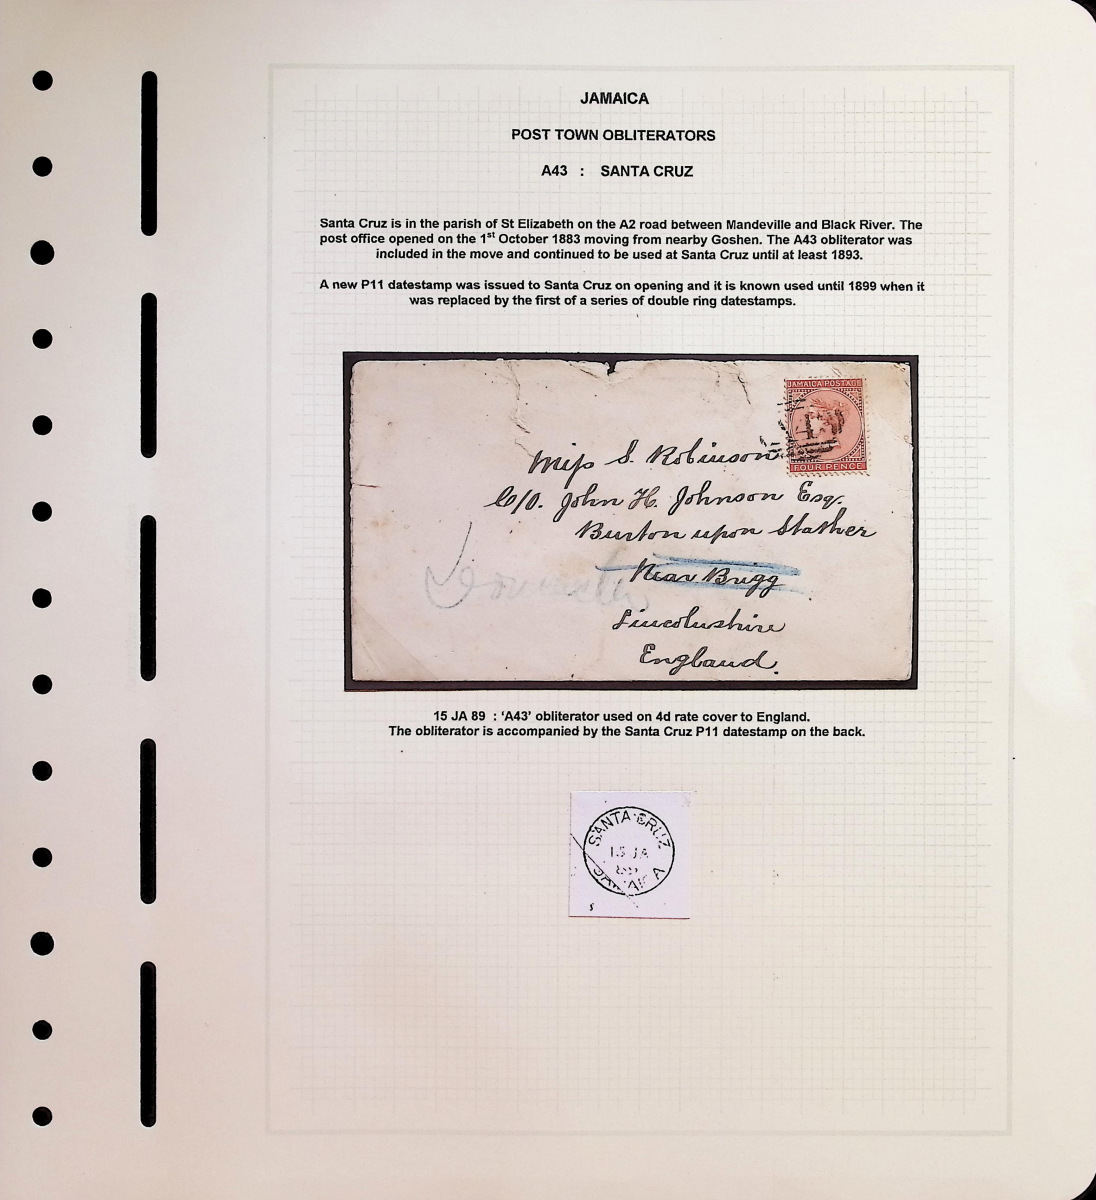 JAMAICA
POST TOWN OBLITERATORS
A43 : SANTA CRUZ
Santa Cruz is in the parish of St Elizabeth on the A2 road between Mandeville and Black River. The
post office opened on the 1st October 1883 moving from nearby Goshen. The A43 obliterator was
included in the move and continued to be used at Santa Cruz until at least 1893.
A new P11 datestamp was issued to Santa Cruz on opening and it is known used until 1899 when it
was replaced by the first of a series of double ring datestamps.
JAMAICA POSTAGE
FOUR PENCE
Miss S. Robinson
C/o. John H. Johnson Esq.
Burton upon Stather
Near Brigg
Doncaster
Lincolnshire
England.
15 JA 89 : 'A43' obliterator used on 4d rate cover to England.
The obliterator is accompanied by the Santa Cruz P11 datestamp on the back.
SANTA CRUZ
15 JA
JAMAICA